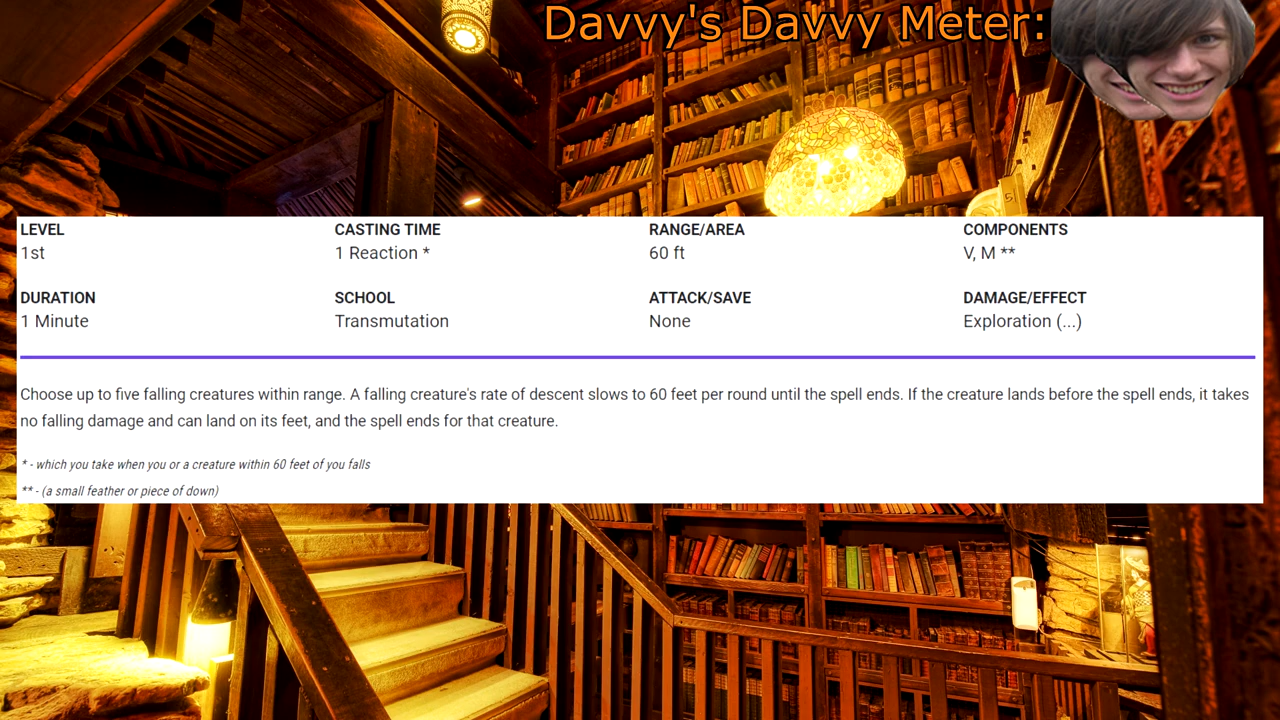 Davvy's Davvy Meter:
LEVEL CASTING TIME RANGE/AREA COMPONENTS
1st 1 Reaction * 60 ft V, M **
DURATION SCHOOL ATTACK/SAVE DAMAGE/EFFECT
1 Minute Transmutation None Exploration (...)
Choose up to five falling creatures within range. A falling creature's rate of descent slows to 60 feet per round until the spell ends. If the creature lands before the spell ends, it takes
no falling damage and can land on its feet, and the spell ends for that creature.
* - which you take when you or a creature within 60 feet of you falls
** - (a small feather or piece of down)